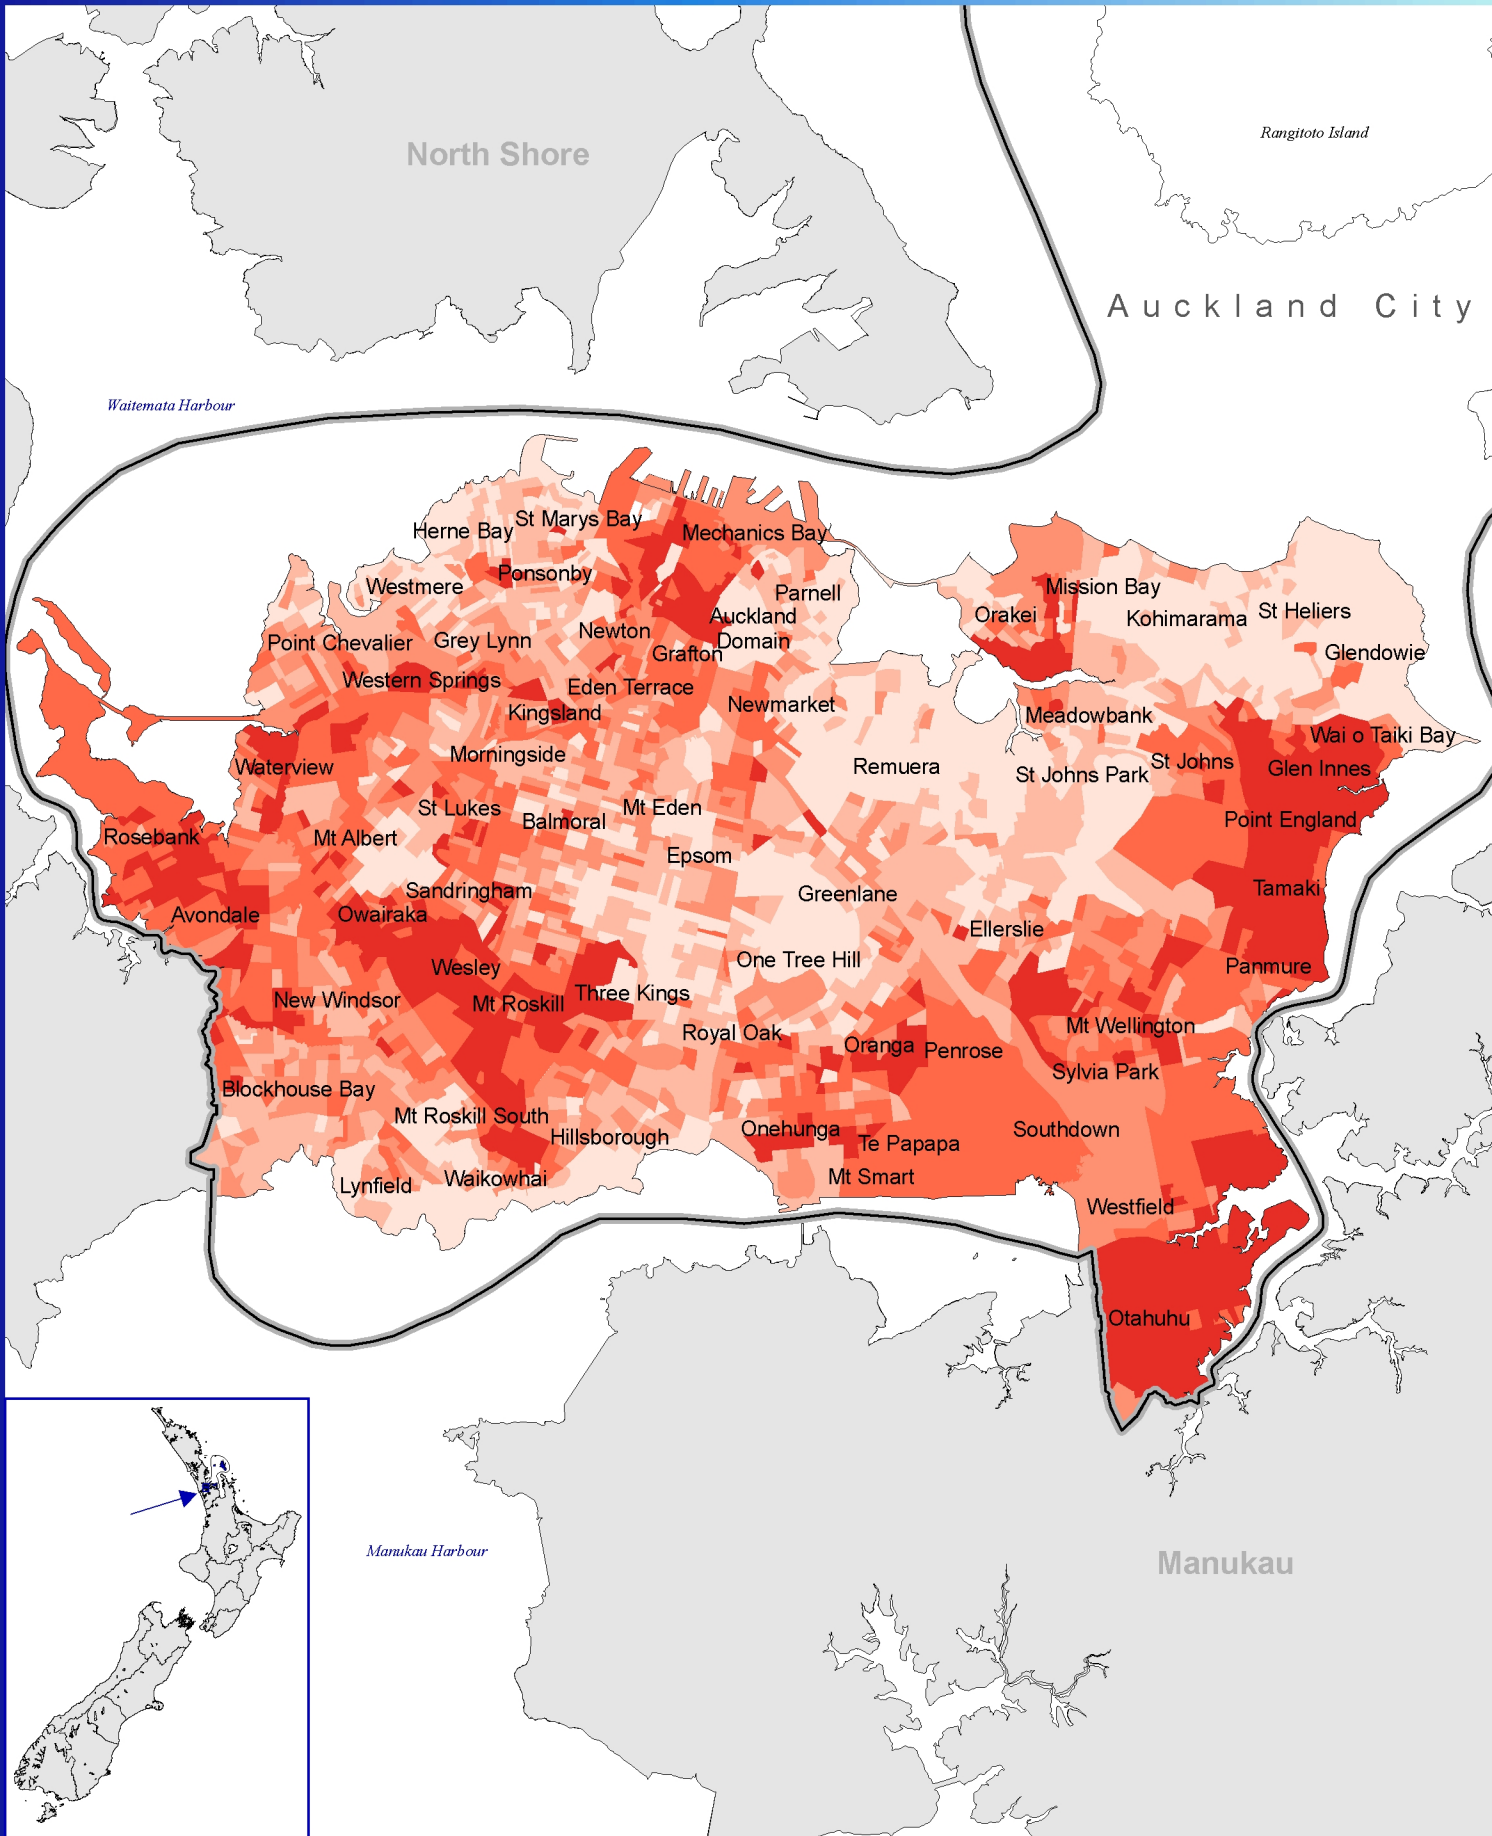 North Shore
Rangitoto Island
Auckland City
Waitemata Harbour
Herne Bay
St Marys Bay
Mechanics Bay
Westmere
Ponsonby
Parnell
Mission Bay
Orakei
Kohimarama
St Heliers
Auckland
Domain
Point Chevalier
Grey Lynn
Newton
Grafton
Glendowie
Western Springs
Eden Terrace
Kingsland
Newmarket
Meadowbank
Wai o Taiki Bay
Waterview
Morningside
Remuera
St Johns Park
St Johns
Glen Innes
St Lukes
Balmoral
Mt Eden
Point England
Rosebank
Mt Albert
Epsom
Sandringham
Greenlane
Tamaki
Avondale
Owairaka
Ellerslie
Wesley
One Tree Hill
Panmure
New Windsor
Mt Roskill
Three Kings
Royal Oak
Mt Wellington
Oranga
Penrose
Sylvia Park
Blockhouse Bay
Mt Roskill South
Hillsborough
Onehunga
Te Papapa
Southdown
Lynfield
Waikowhai
Mt Smart
Westfield
Otahuhu
Manukau Harbour
Manukau